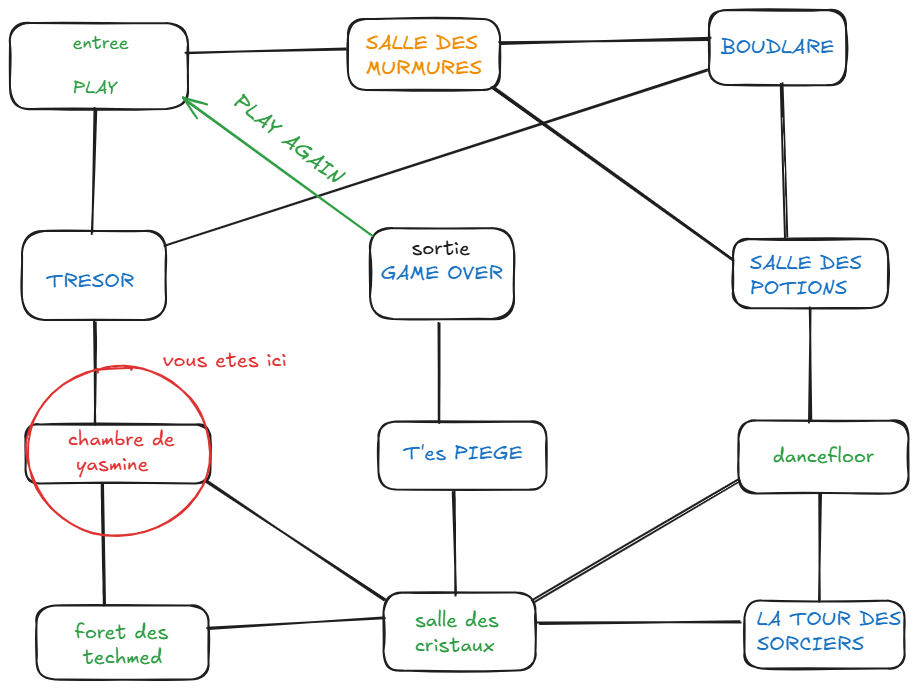 entree
PLAY
SALLE DES
MURMURES
BOUDLARE
PLAY AGAIN
TRESOR
sortie
GAME OVER
SALLE DES
POTIONS
vous etes ici
chambre de
yasmine
T'es PIEGE
dancefloor
foret des
techmed
salle des
cristaux
LA TOUR DES
SORCIERS